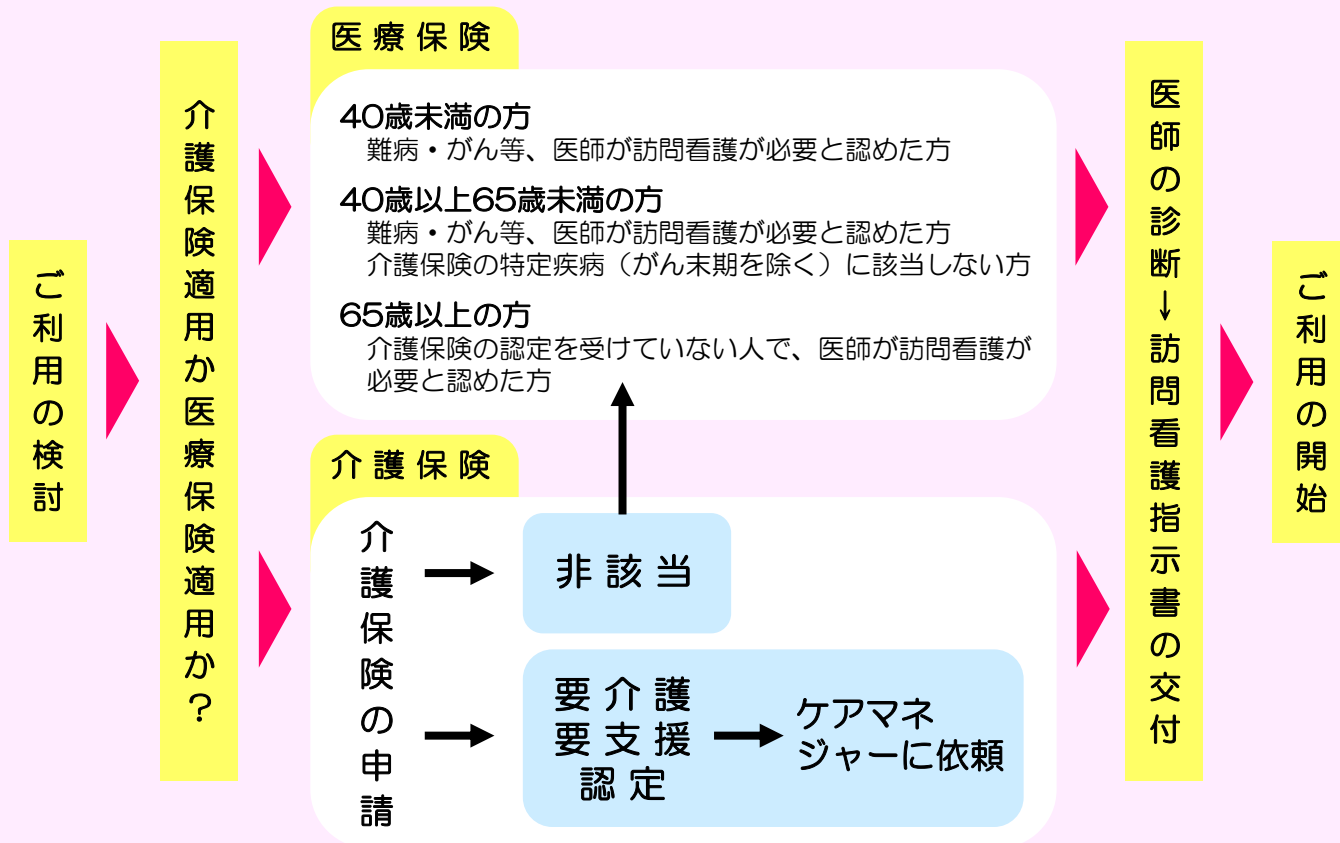 ご利用の検討
介護保険適用か医療保険適用か？
医療保険
40歳未満の方
難病・がん等、医師が訪問看護が必要と認めた方
40歳以上65歳未満の方
難病・がん等、医師が訪問看護が必要と認めた方
介護保険の特定疾病（がん末期を除く）に該当しない方
65歳以上の方
介護保険の認定を受けていない人で、医師が訪問看護が
必要と認めた方
介護保険
介護保険の申請
非該当
要介護
要支援
認定
ケアマネ
ジャーに依頼
医師の診断→訪問看護指示書の交付
ご利用の開始